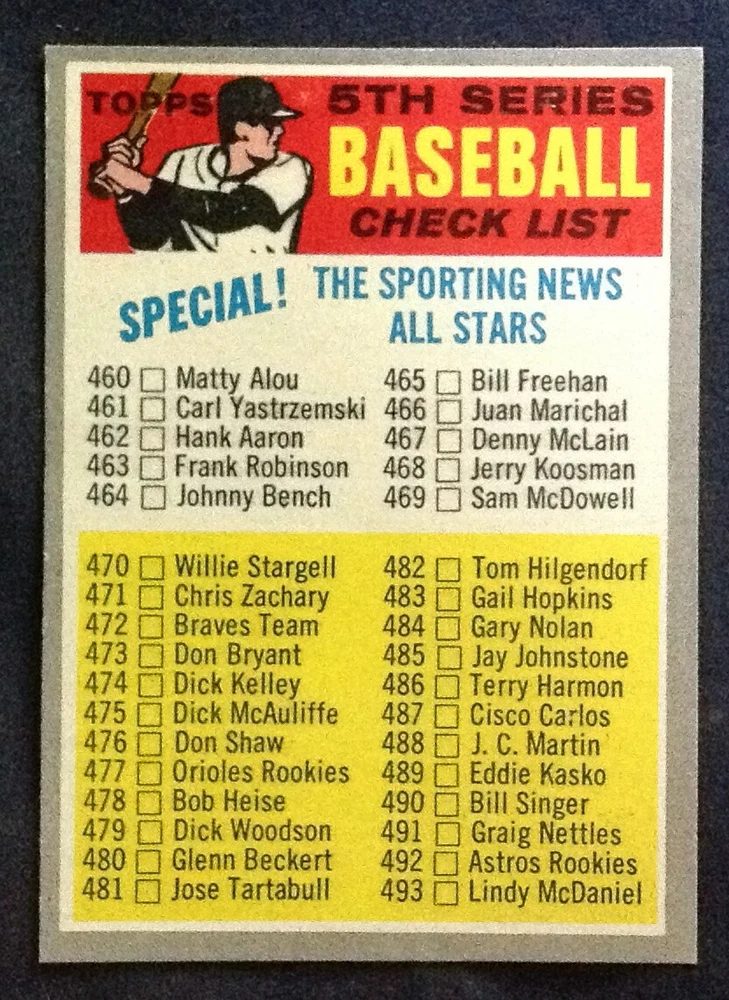 TOPPS
5TH SERIES
BASEBALL
CHECK LIST
SPECIAL! THE SPORTING NEWS
ALL STARS
460 Matty Alou
461 Carl Yastrzemski
462 Hank Aaron
463 Frank Robinson
464 Johnny Bench
465 Bill Freehan
466 Juan Marichal
467 Denny McLain
468 Jerry Koosman
469 Sam McDowell
470 Willie Stargell
471 Chris Zachary
472 Braves Team
473 Don Bryant
474 Dick Kelley
475 Dick McAuliffe
476 Don Shaw
477 Orioles Rookies
478 Bob Heise
479 Dick Woodson
480 Glenn Beckert
481 Jose Tartabull
482 Tom Hilgendorf
483 Gail Hopkins
484 Gary Nolan
485 Jay Johnstone
486 Terry Harmon
487 Cisco Carlos
488 J. C. Martin
489 Eddie Kasko
490 Bill Singer
491 Graig Nettles
492 Astros Rookies
493 Lindy McDaniel